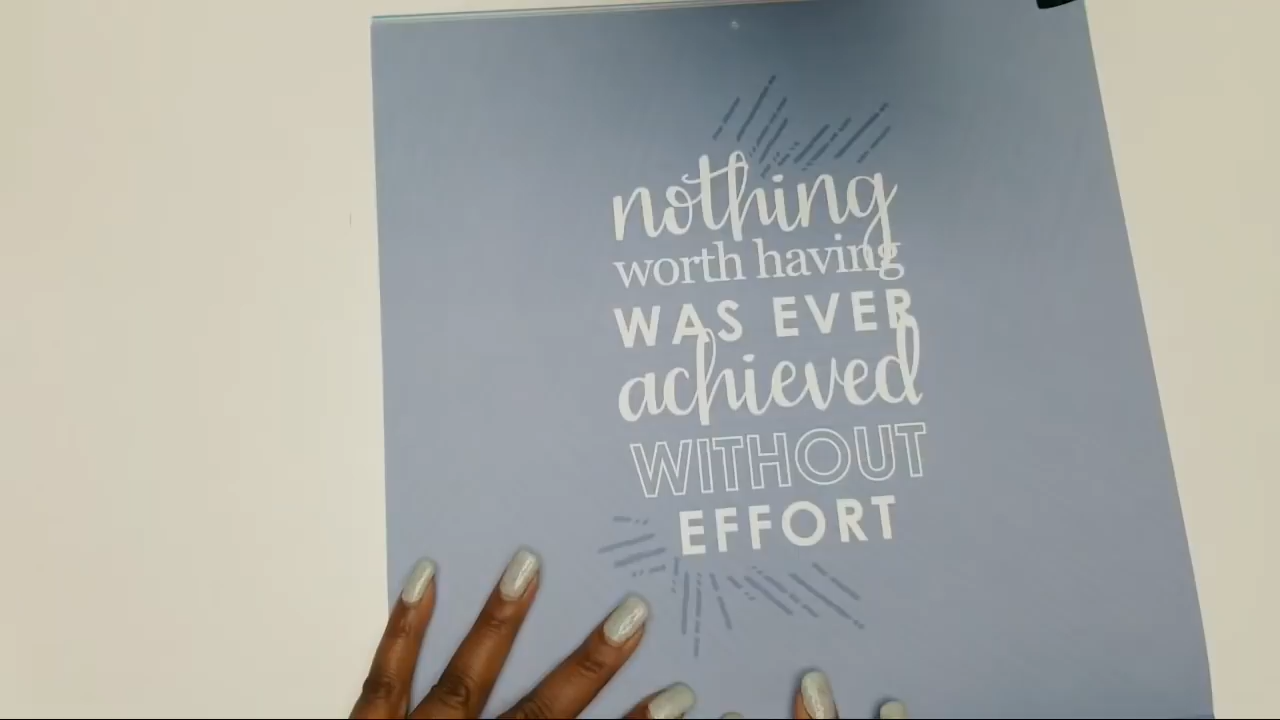 nothing
worth having
WAS EVER
achieved
WITHOUT
EFFORT